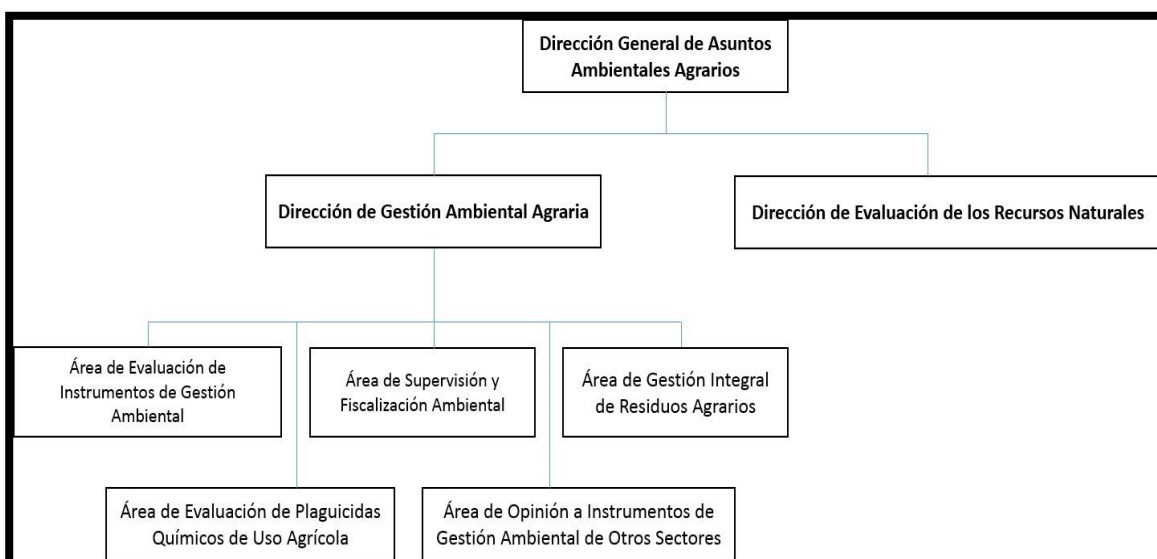 Dirección General de Asuntos
Ambientales Agrarios
Dirección de Gestión Ambiental Agraria
Dirección de Evaluación de los Recursos Naturales
Área de Evaluación de
Instrumentos de Gestión
Ambiental
Área de Supervisión y
Fiscalización Ambiental
Área de Gestión Integral
de Residuos Agrarios
Área de Evaluación de Plaguicidas
Químicos de Uso Agrícola
Área de Opinión a Instrumentos de
Gestión Ambiental de Otros Sectores